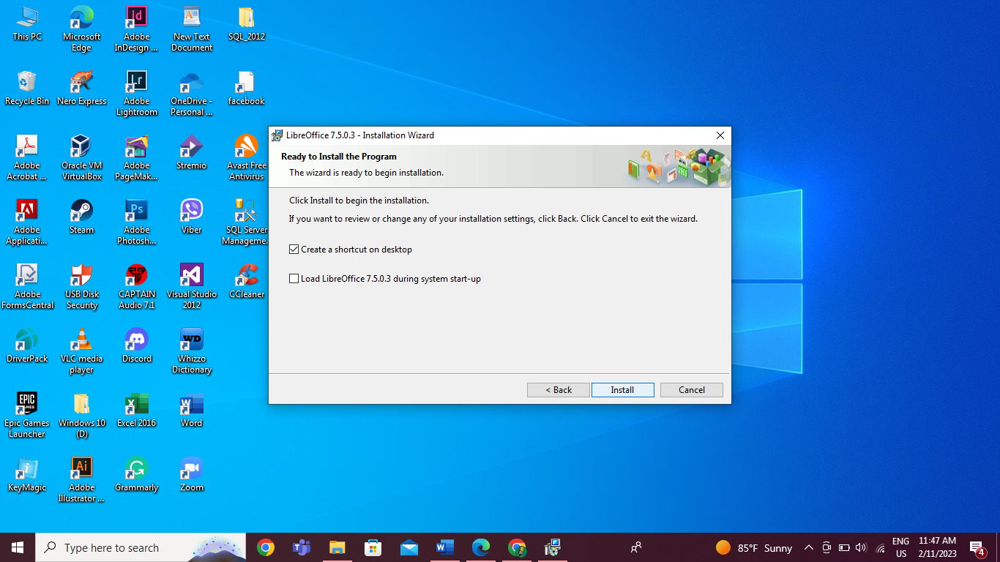 This PC
Microsoft
Edge
Adobe
InDesign ...
New Text
Document
SQL_2012
Recycle Bin
Nero Express
Adobe
Lightroom
OneDrive -
Personal ...
facebook
Adobe
Acrobat ...
Oracle VM
VirtualBox
Adobe
PageMak...
Stremio
Avast Free
Antivirus
Adobe
Applicati...
Steam
Adobe
Photosh...
Viber
SQL Server
Manageme...
Adobe
FormsCentral
USB Disk
Security
CAPTAIN
Audio 7.1
Visual Studio
2012
CCleaner
DriverPack
VLC media
player
Discord
Whizzo
Dictionary
Epic Games
Launcher
Windows 10
(D)
Excel 2016
Word
KeyMagic
Adobe
Illustrator ...
Grammarly
Zoom
LibreOffice 7.5.0.3 - Installation Wizard
Ready to Install the Program
The wizard is ready to begin installation.
Click Install to begin the installation.
If you want to review or change any of your installation settings, click Back. Click Cancel to exit the wizard.
Create a shortcut on desktop
Load LibreOffice 7.5.0.3 during system start-up
< Back
Install
Cancel
Type here to search
85°F Sunny
ENG
US
11:47 AM
2/11/2023
4